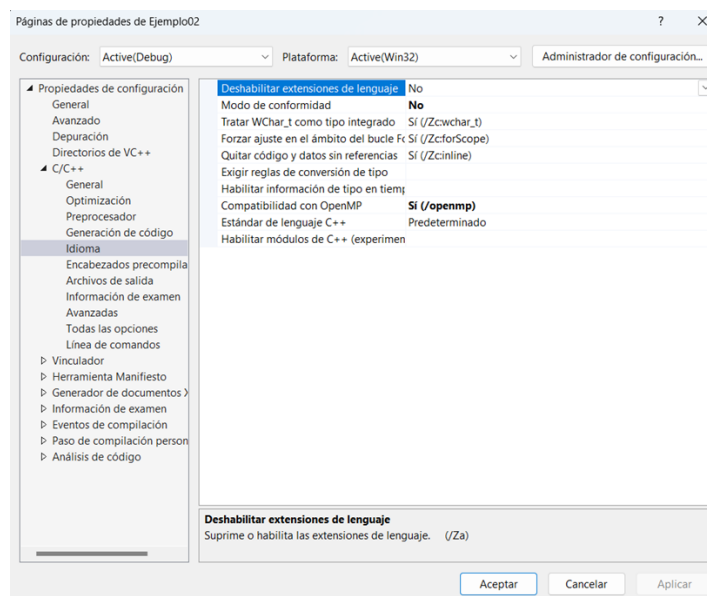 Páginas de propiedades de Ejemplo02 ?
Configuración: Active(Debug) Plataforma: Active(Win32) Administrador de configuración...
Propiedades de configuración
General
Avanzado
Depuración
Directorios de VC++
C/C++
General
Optimización
Preprocesador
Generación de código
Idioma
Encabezados precompila
Archivos de salida
Información de examen
Avanzadas
Todas las opciones
Línea de comandos
Vinculador
Herramienta Manifiesto
Generador de documentos X
Información de examen
Eventos de compilación
Paso de compilación person
Análisis de código
Deshabilitar extensiones de lenguaje No
Modo de conformidad No
Tratar WChar_t como tipo integrado Sí (/Zc:wchar_t)
Forzar ajuste en el ámbito del bucle Fo Sí (/Zc:forScope)
Quitar código y datos sin referencias Sí (/Zc:inline)
Exigir reglas de conversión de tipo
Habilitar información de tipo en tiemp
Compatibilidad con OpenMP Sí (/openmp)
Estándar de lenguaje C++ Predeterminado
Habilitar módulos de C++ (experimen
Deshabilitar extensiones de lenguaje
Suprime o habilita las extensiones de lenguaje. (/Za)
Aceptar Cancelar Aplicar